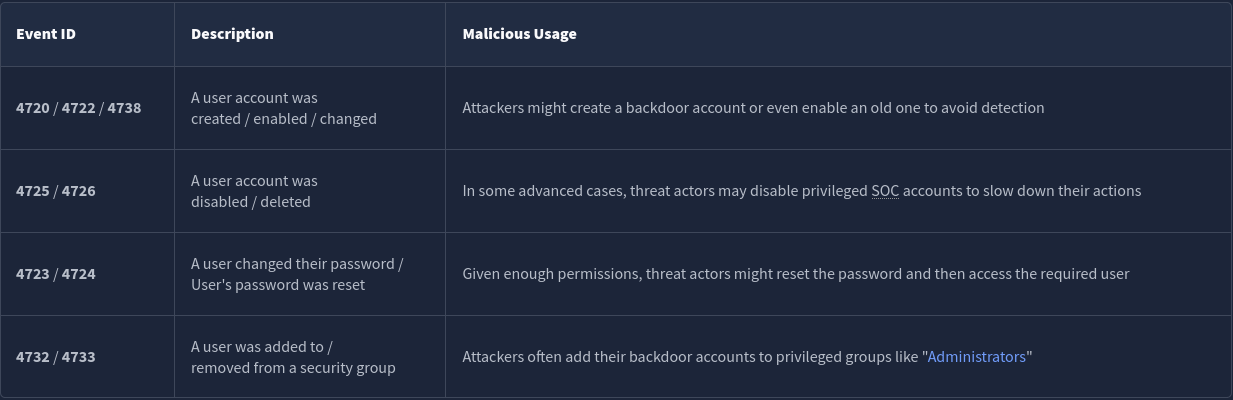 Event ID Description Malicious Usage
4720 / 4722 / 4738
A user account was
created / enabled / changed
Attackers might create a backdoor account or even enable an old one to avoid detection
4725 / 4726
A user account was
disabled / deleted
In some advanced cases, threat actors may disable privileged SOC accounts to slow down their actions
4723 / 4724
A user changed their password /
User's password was reset
Given enough permissions, threat actors might reset the password and then access the required user
4732 / 4733
A user was added to /
removed from a security group
Attackers often add their backdoor accounts to privileged groups like "Administrators"